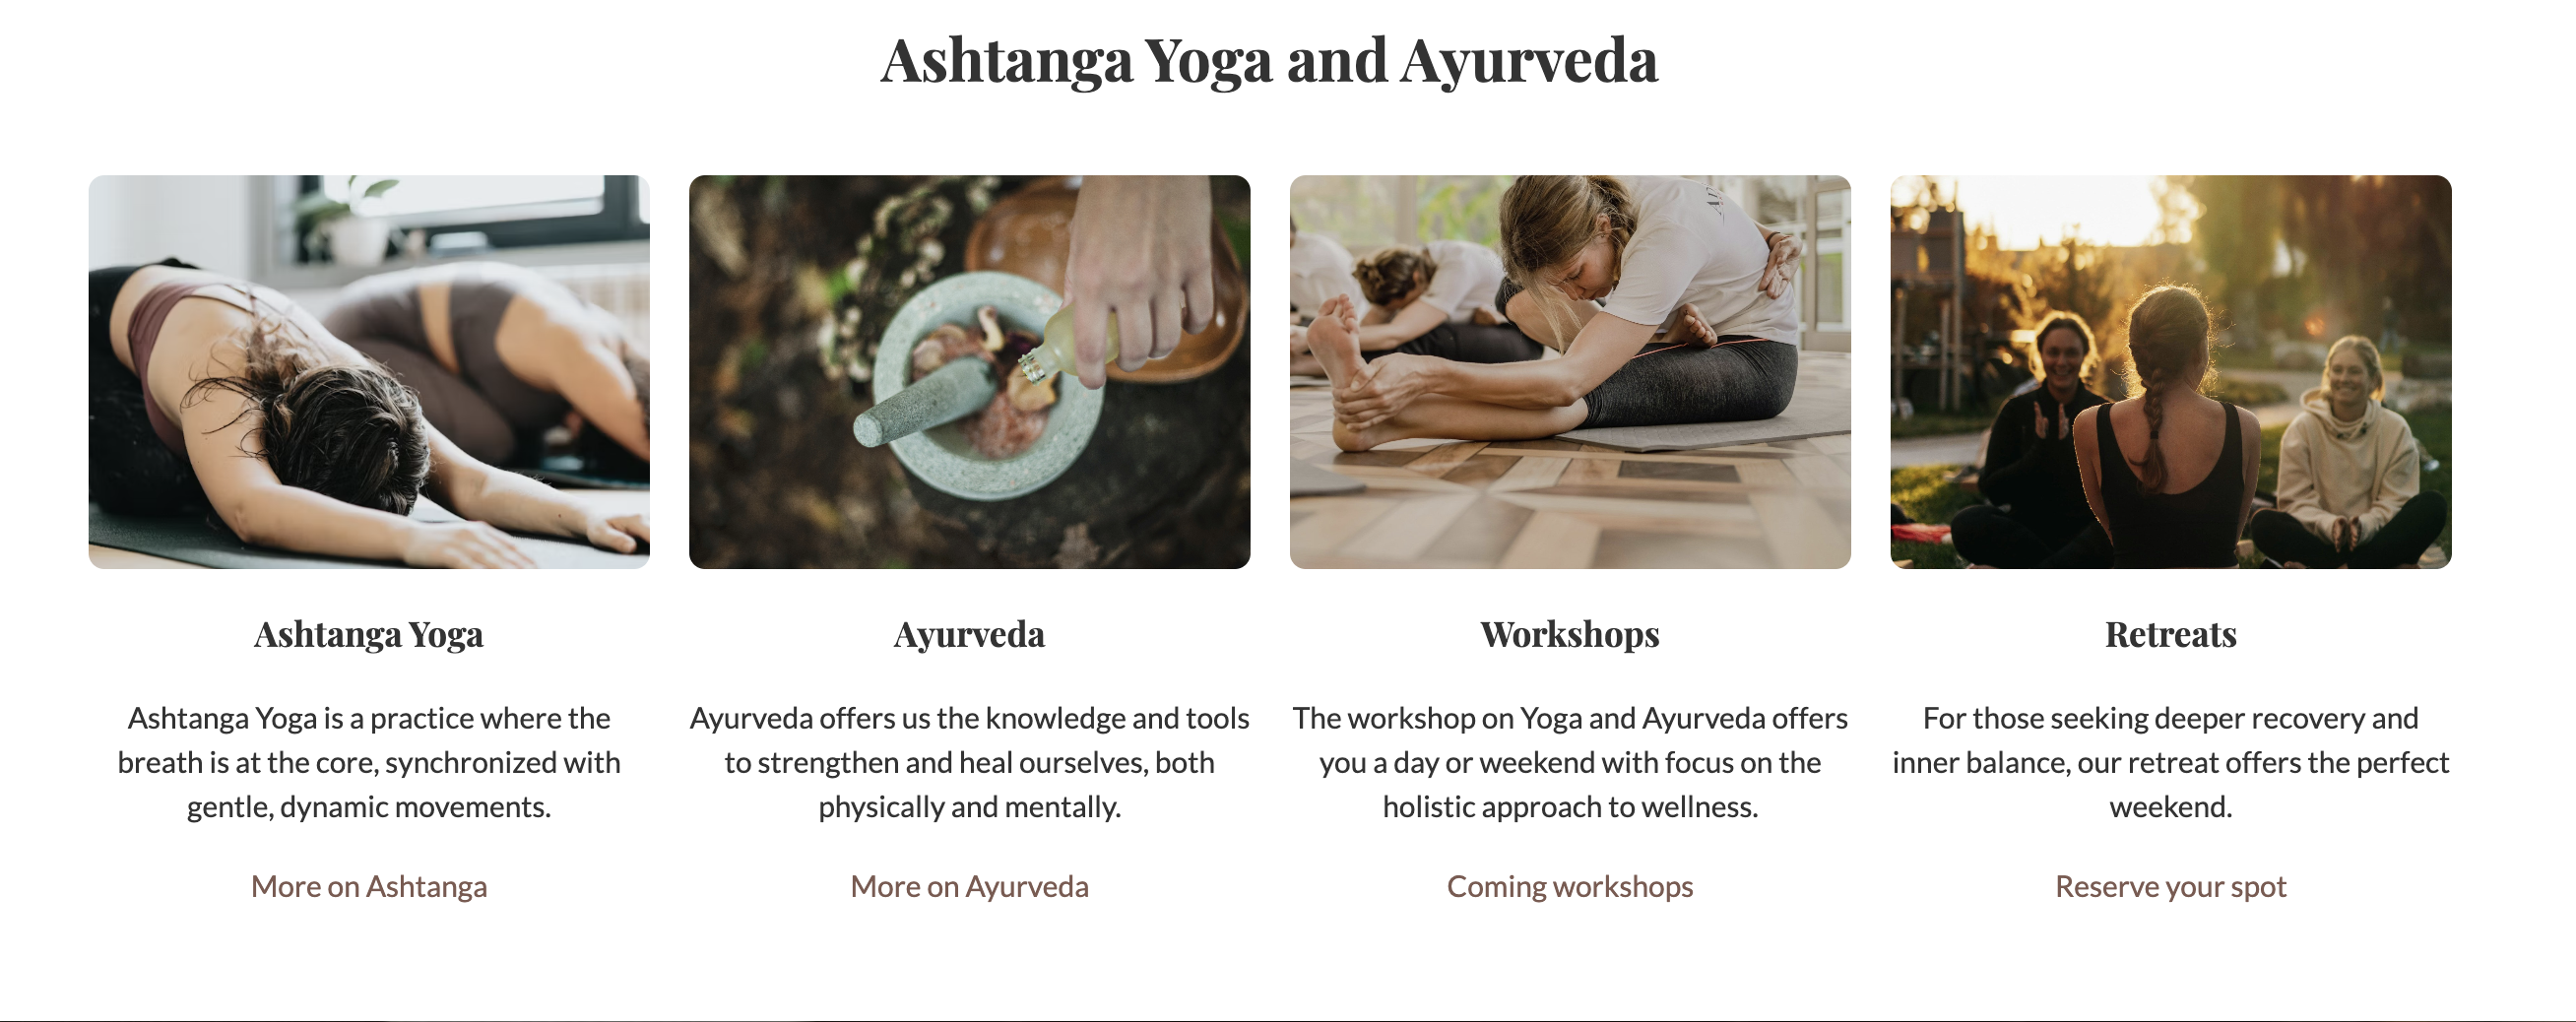 Ashtanga Yoga and Ayurveda
Ashtanga Yoga
Ashtanga Yoga is a practice where the
breath is at the core, synchronized with
gentle, dynamic movements.
More on Ashtanga
Ayurveda
Ayurveda offers us the knowledge and tools
to strengthen and heal ourselves, both
physically and mentally.
More on Ayurveda
Workshops
The workshop on Yoga and Ayurveda offers
you a day or weekend with focus on the
holistic approach to wellness.
Coming workshops
Retreats
For those seeking deeper recovery and
inner balance, our retreat offers the perfect
weekend.
Reserve your spot